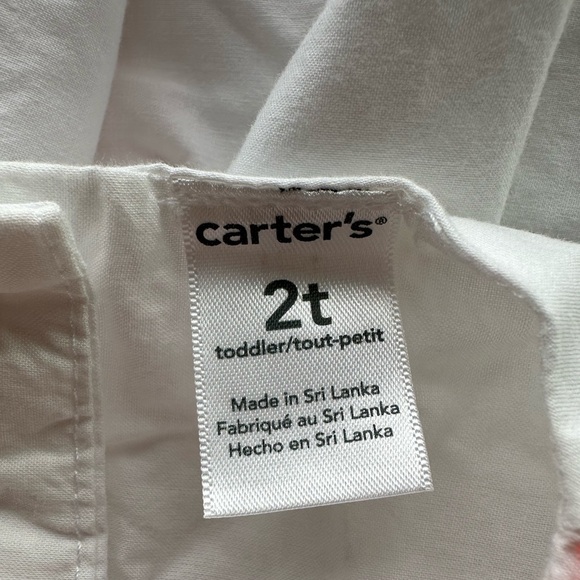 carter's®
2t
toddler/tout-petit
Made in Sri Lanka
Fabriqué au Sri Lanka
Hecho en Sri Lanka